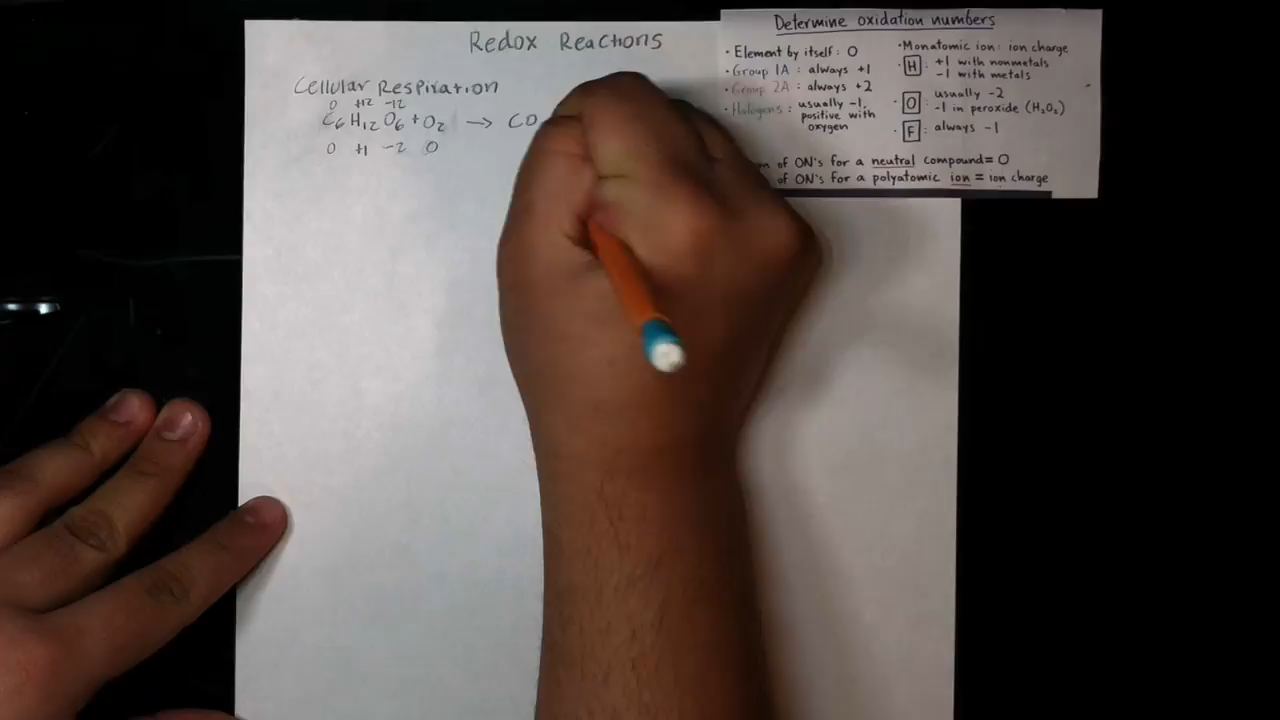 Redox Reactions
Cellular Respiration
0 +12 -12
C6 H12 O6 + O2 → CO
0 +1 -2 0
Determine oxidation numbers
• Element by itself: 0
• Group 1A: always +1
• Group 2A: always +2
• Halogens: usually -1,
positive with
oxygen
• Monatomic ion: ion charge
• H: +1 with nonmetals
-1 with metals
• O: usually -2
-1 in peroxide (H2O2)
• F: always -1
of ON's for a neutral compound = 0
of ON's for a polyatomic ion = ion charge